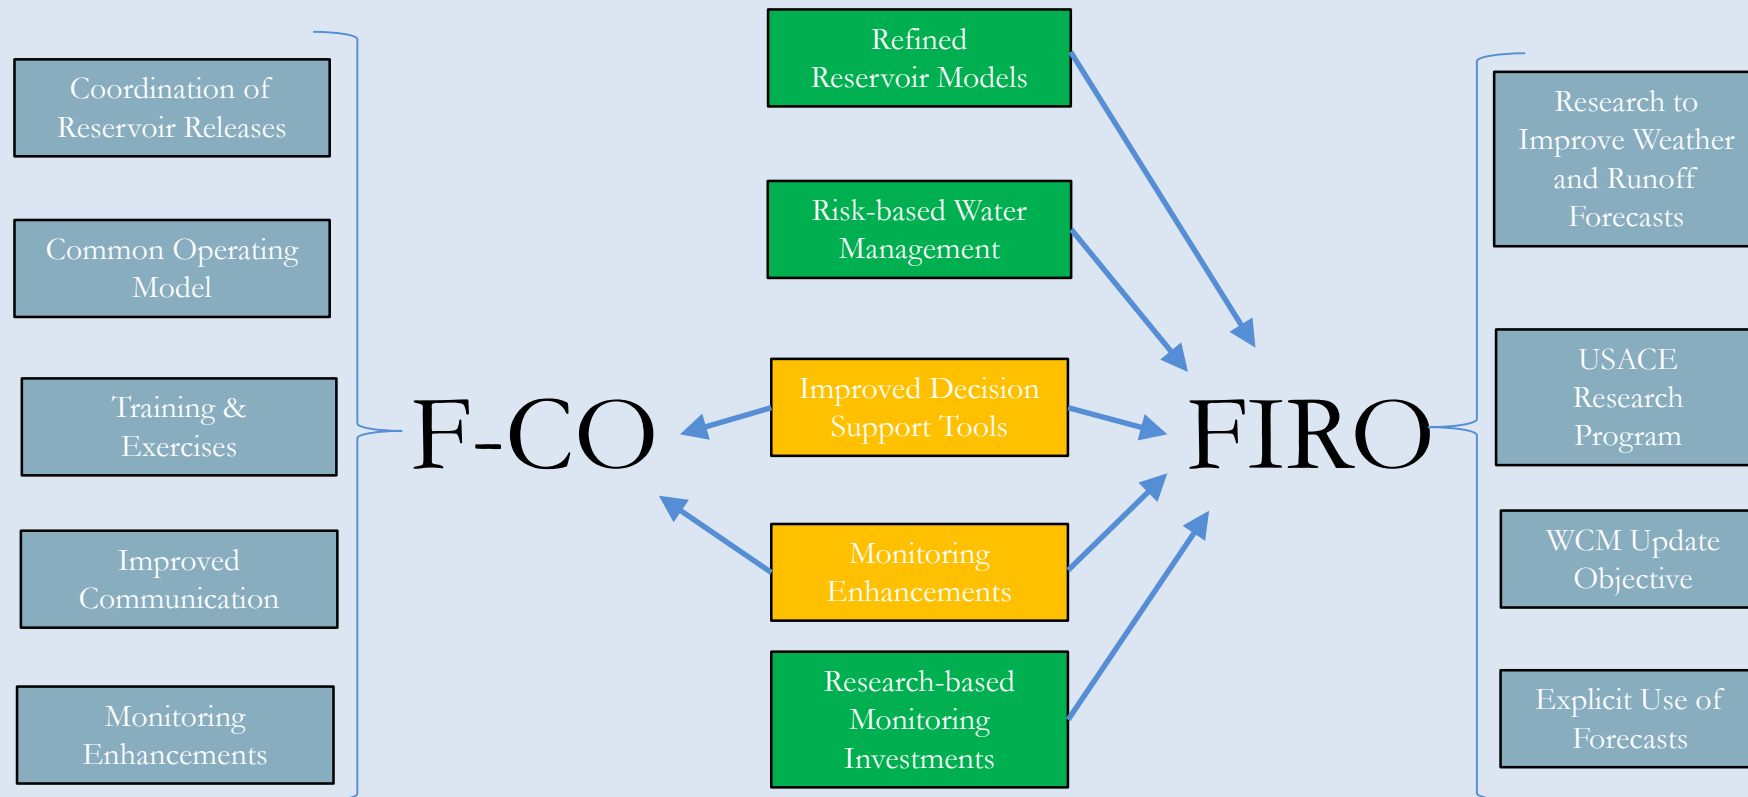 Coordination of
Reservoir Releases
Common Operating
Model
Training &
Exercises
Improved
Communication
Monitoring
Enhancements
F-CO
Refined
Reservoir Models
Risk-based Water
Management
Improved Decision
Support Tools
Monitoring
Enhancements
Research-based
Monitoring
Investments
FIRO
Research to
Improve Weather
and Runoff
Forecasts
USACE
Research
Program
WCM Update
Objective
Explicit Use of
Forecasts